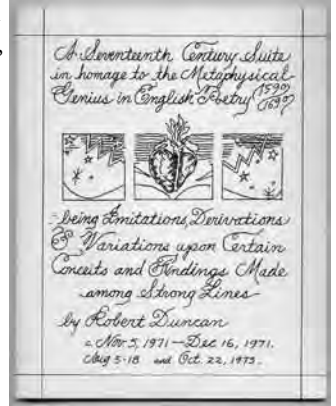 A Seventeenth Century Suite
in homage to the Metaphysical
Genius in English Poetry (1590/
1690)
being Imitations, Derivations
& Variations upon Certain
Conceits and Findings Made
among Strong Lines
by Robert Duncan
Nov 5, 1971 — Dec 16, 1971.
Aug 5-18 and Oct. 22, 1973.